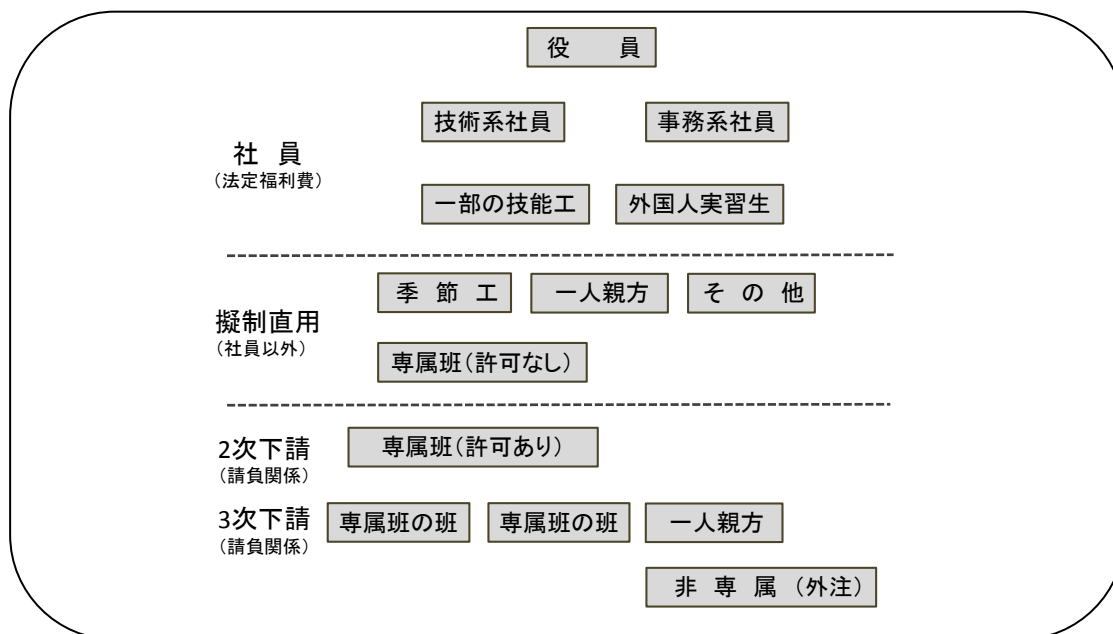 役　　員
技術系社員　事務系社員
社　員
（法定福利費）
一部の技能工　外国人実習生
季　節　工　一人親方　そ　の　他
擬制直用
（社員以外）
専属班（許可なし）
2次下請　専属班（許可あり）
（請負関係）
3次下請　専属班の班　専属班の班　一人親方
（請負関係）
非　専　属　（外注）